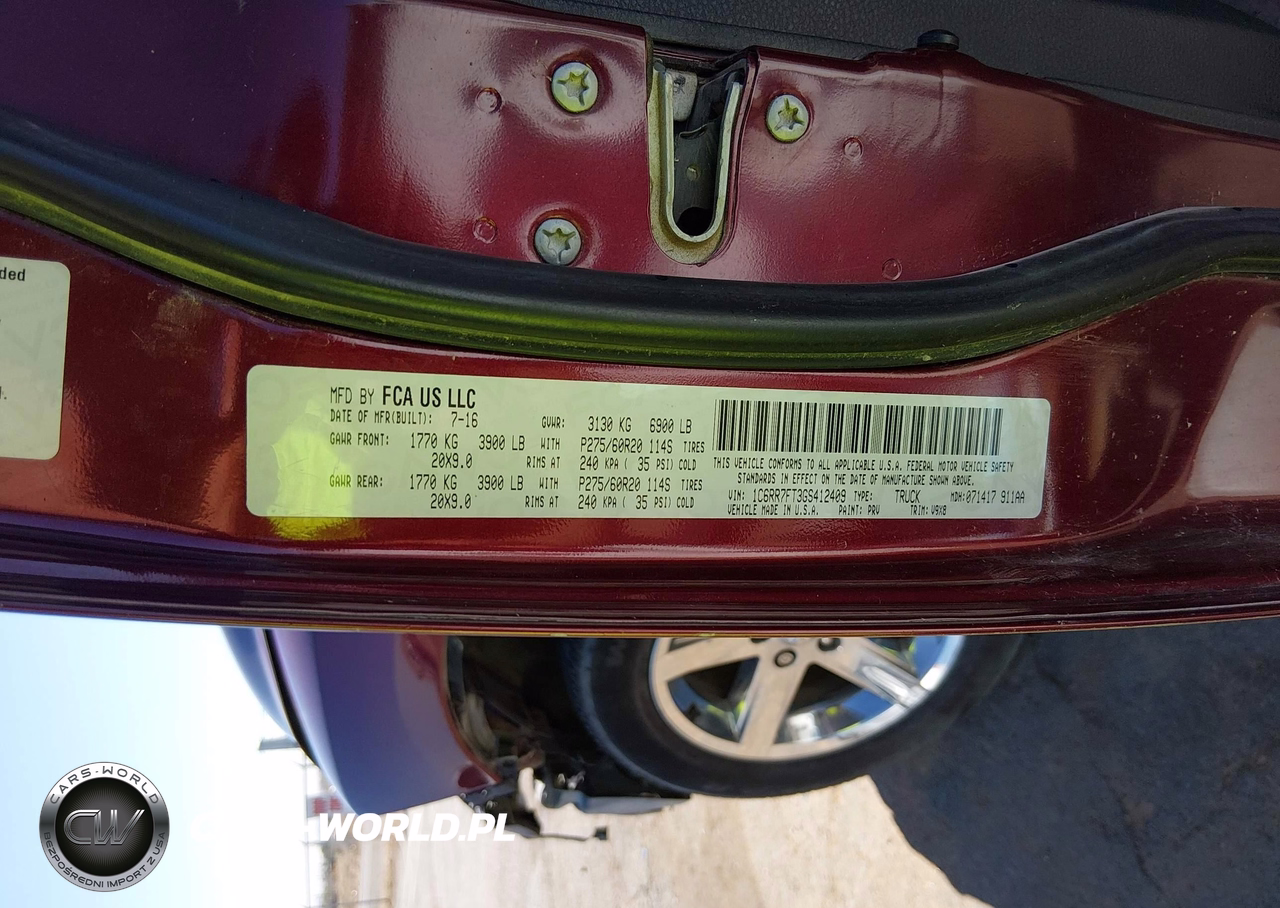 ded
MFD BY FCA US LLC
DATE OF MFR(BUILT): 7-16 GVWR: 3130 KG 6900 LB
GAWR FRONT: 1770 KG 3900 LB WITH P275/60R20 114S TIRES
20X9.0 RIMS AT 240 KPA ( 35 PSI) COLD
GAWR REAR: 1770 KG 3900 LB WITH P275/60R20 114S TIRES
20X9.0 RIMS AT 240 KPA ( 35 PSI) COLD
THIS VEHICLE CONFORMS TO ALL APPLICABLE U.S.A. FEDERAL MOTOR VEHICLE SAFETY
STANDARDS IN EFFECT ON THE DATE OF MANUFACTURE SHOWN ABOVE.
VIN: 1C6RR7FT3GS412409 TYPE: TRUCK MDH: 071417 911AA
VEHICLE MADE IN U.S.A. PAINT: PRV TRIM: V9X8
CARS-WORLD
CW
BEZPOŚREDNI IMPORT Z USA
-WORLD.PL